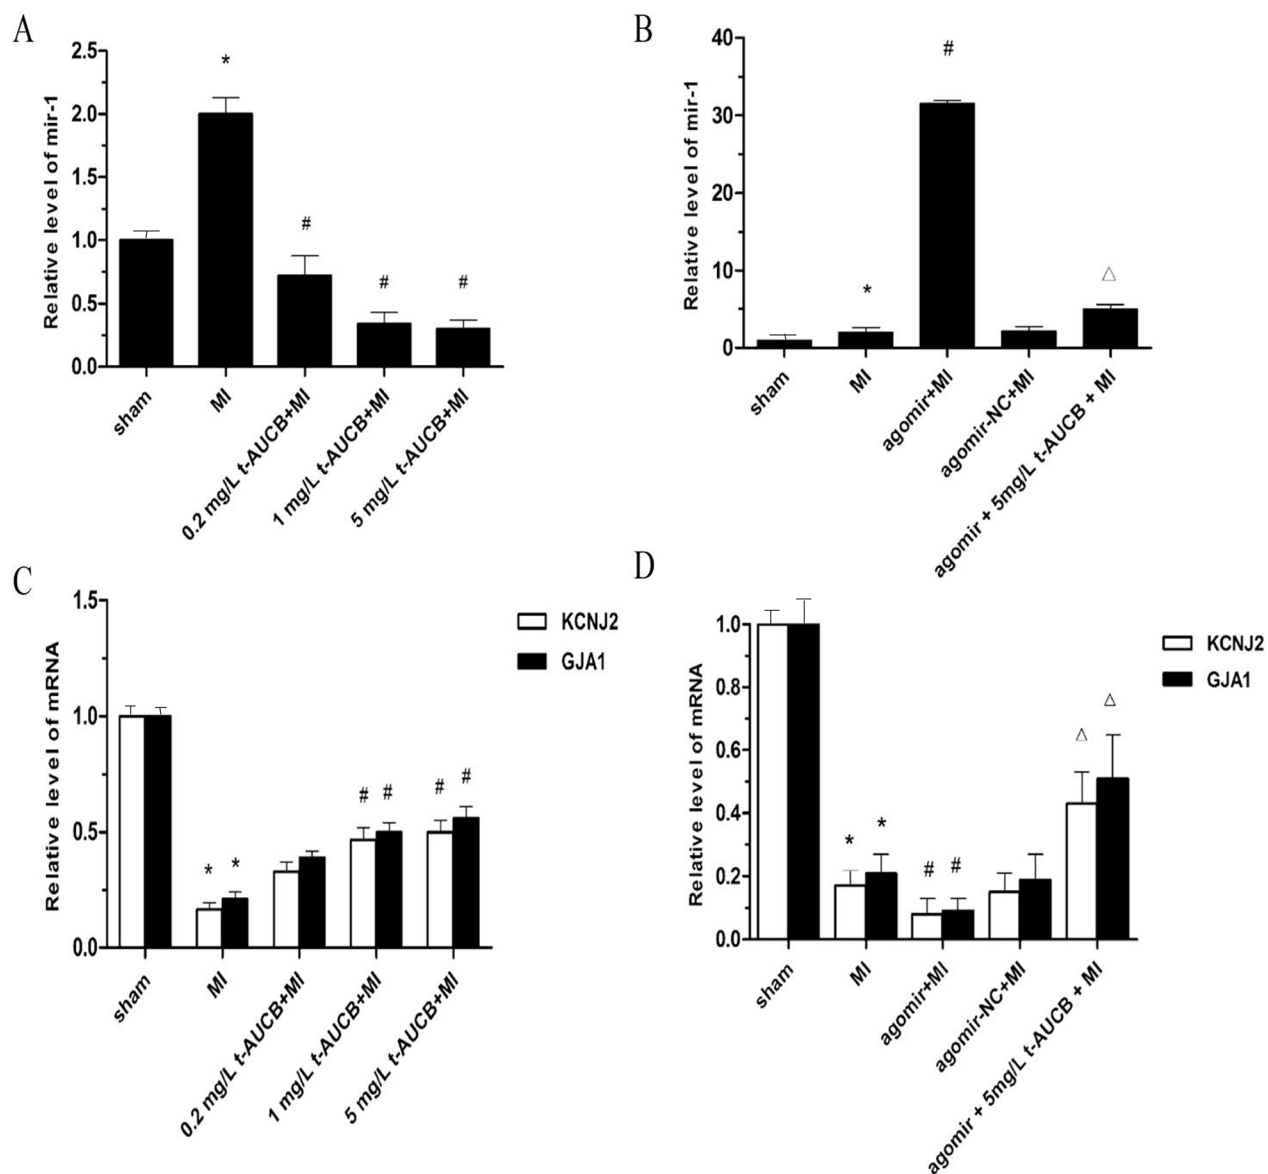 A
Relative level of mir-1
2.5
2.0
1.5
1.0
0.5
0.0
*
#
#
#
sham
MI
0.2 mg/L t-AUCB+MI
1 mg/L t-AUCB+MI
5 mg/L t-AUCB+MI
B
Relative level of mir-1
40
30
20
10
0
*
#
△
sham
MI
agomir+MI
agomir-NC+MI
agomir + 5mg/L t-AUCB + MI
C
Relative level of mRNA
1.5
1.0
0.5
0.0
* *
# #
# #
KCNJ2
GJA1
sham
MI
0.2 mg/L t-AUCB+MI
1 mg/L t-AUCB+MI
5 mg/L t-AUCB+MI
D
Relative level of mRNA
1.0
0.8
0.6
0.4
0.2
0.0
* *
# #
△ △
KCNJ2
GJA1
sham
MI
agomir+MI
agomir-NC+MI
agomir + 5mg/L t-AUCB + MI